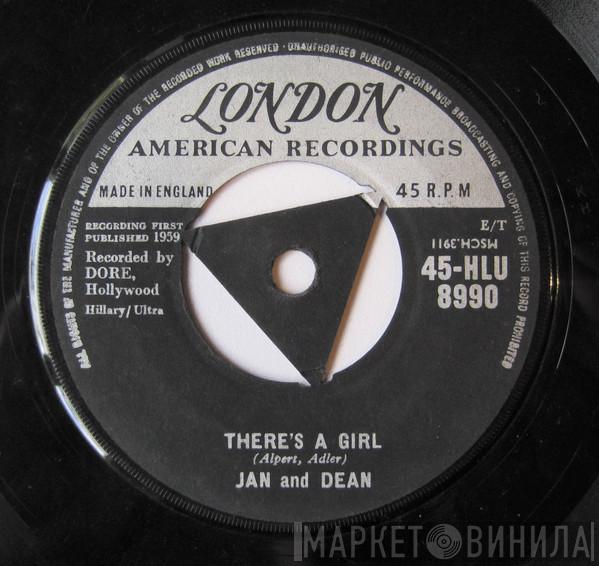 ALL RIGHTS OF THE MANUFACTURER AND OF THE OWNER OF THE RECORDED WORK RESERVED · UNAUTHORISED PUBLIC PERFORMANCE BROADCASTING AND COPYING OF THIS RECORD PROHIBITED
LONDON
AMERICAN RECORDINGS
MADE IN ENGLAND
45 R.P.M
RECORDING FIRST
PUBLISHED 1959
Recorded by
DORE,
Hollywood
Hillary/Ultra
E/T
MSCH.3911
45-HLU
8990
THERE'S A GIRL
(Alpert, Adler)
JAN and DEAN
K H
МАРКЕТ ВИНИЛА